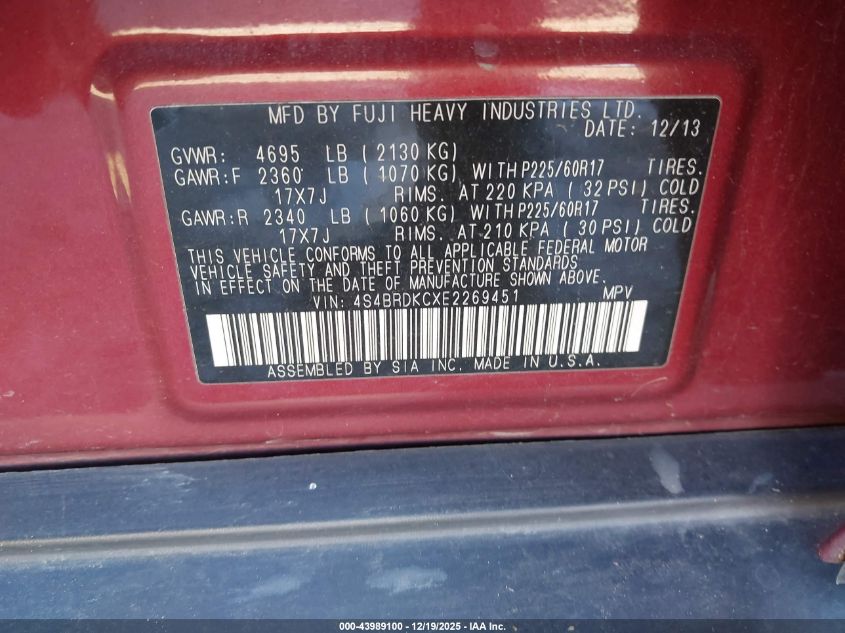 MFD BY FUJI HEAVY INDUSTRIES LTD.
DATE: 12/13
GVWR: 4695 LB (2130 KG)
GAWR:F 2360 LB (1070 KG) WITH P225/60R17 TIRES.
17X7J RIMS. AT 220 KPA (32 PSI) COLD
GAWR:R 2340 LB (1060 KG) WITH P225/60R17 TIRES.
17X7J RIMS. AT 210 KPA (30 PSI) COLD
THIS VEHICLE CONFORMS TO ALL APPLICABLE FEDERAL MOTOR
VEHICLE SAFETY AND THEFT PREVENTION STANDARDS
IN EFFECT ON THE DATE OF MANUFACTURE SHOWN ABOVE.
VIN: 4S4BRDKCXE2269451 MPV
ASSEMBLED BY SIA INC. MADE IN U.S.A.
000-43989100 - 12/19/2025 - IAA Inc.